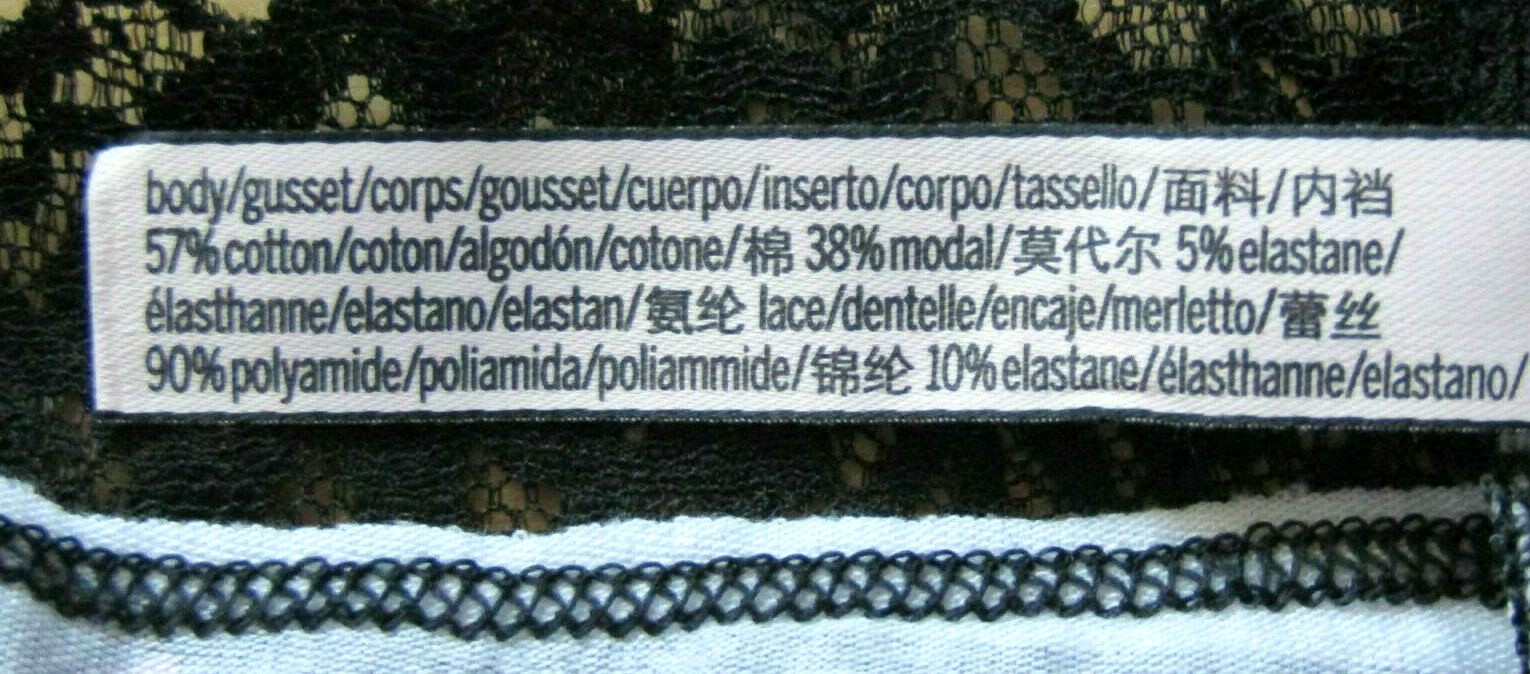 body/gusset/corps/gousset/cuerpo/inserto/corpo/tassello/面料/内裆
57%cotton/coton/algodón/cotone/棉 38%modal/莫代尔 5%elastane/
élasthanne/elastano/elastan/氨纶 lace/dentelle/encaje/merletto/蕾丝
90%polyamide/poliamida/poliammide/锦纶 10%elastane/élasthanne/elastano/